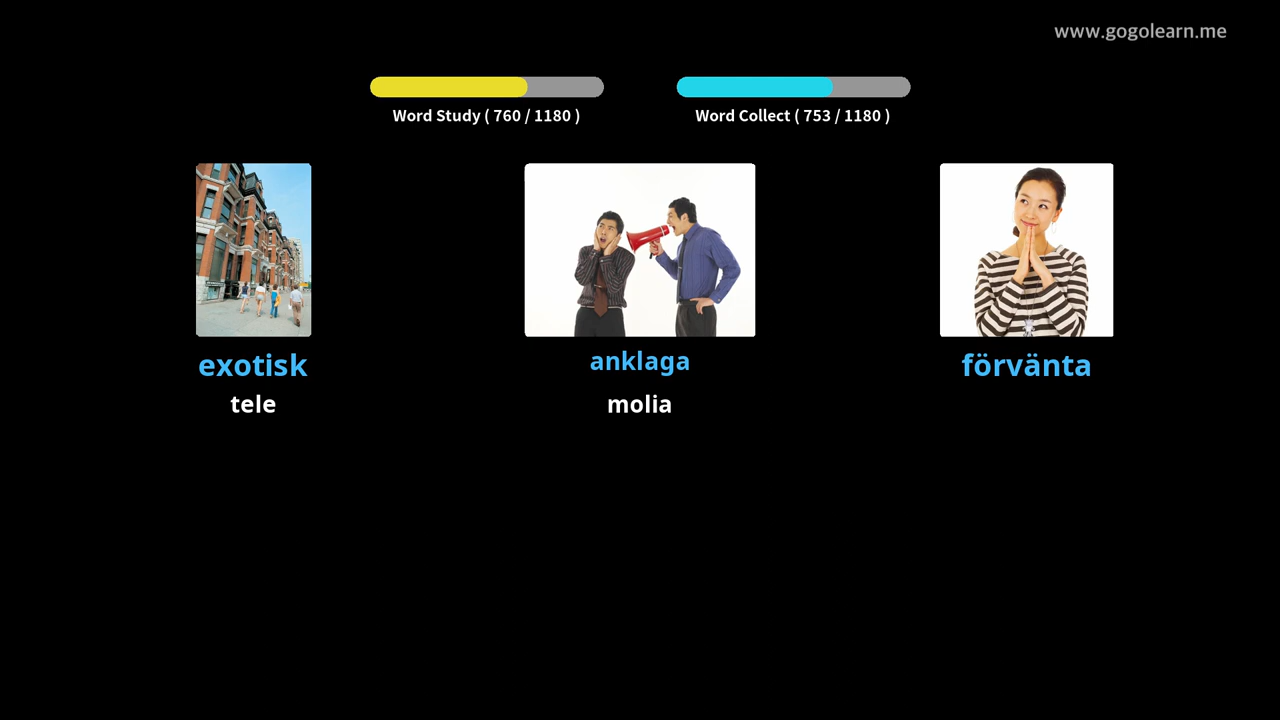 www.gogolearn.me
Word Study ( 760 / 1180 )
Word Collect ( 753 / 1180 )
exotisk
anklaga
förvänta
tele
molia